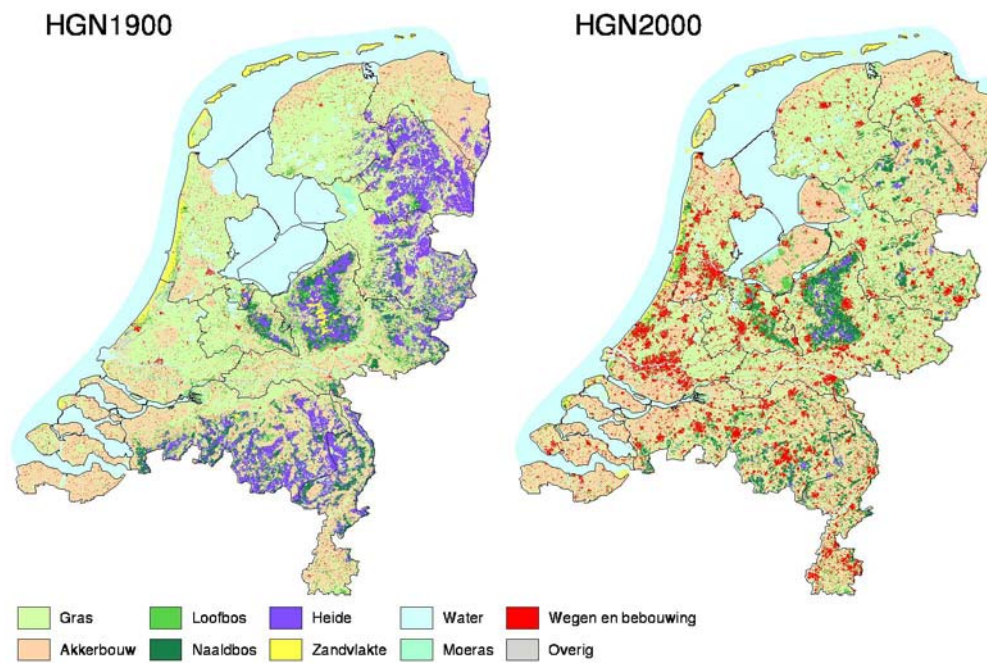 HGN1900 HGN2000
Gras Loofbos Heide Water Wegen en bebouwing
Akkerbouw Naaldbos Zandvlakte Moeras Overig